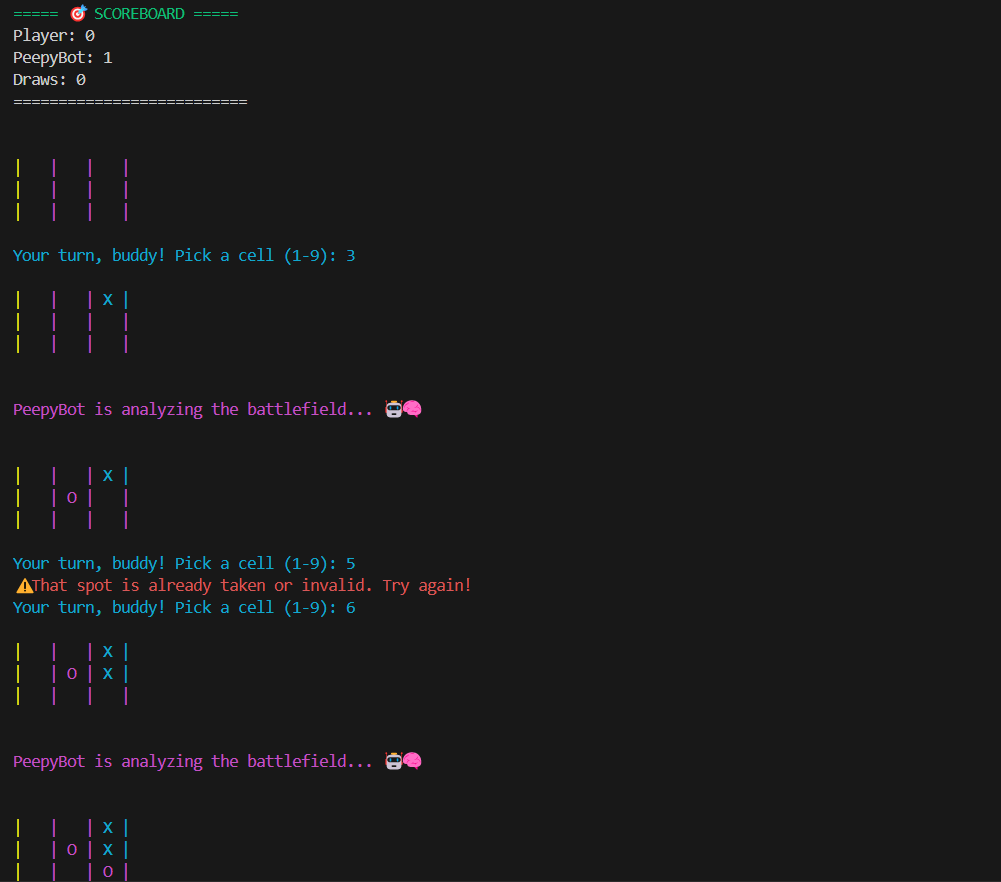 ===== 🎯 SCOREBOARD =====
Player: 0
PeepyBot: 1
Draws: 0
==========================
|   |   |   |
|   |   |   |
|   |   |   |
Your turn, buddy! Pick a cell (1-9): 3
|   |   | X |
|   |   |   |
|   |   |   |
PeepyBot is analyzing the battlefield... 🤖🧠
|   |   | X |
|   | O |   |
|   |   |   |
Your turn, buddy! Pick a cell (1-9): 5
⚠️That spot is already taken or invalid. Try again!
Your turn, buddy! Pick a cell (1-9): 6
|   |   | X |
|   | O | X |
|   |   |   |
PeepyBot is analyzing the battlefield... 🤖🧠
|   |   | X |
|   | O | X |
|   |   | O |